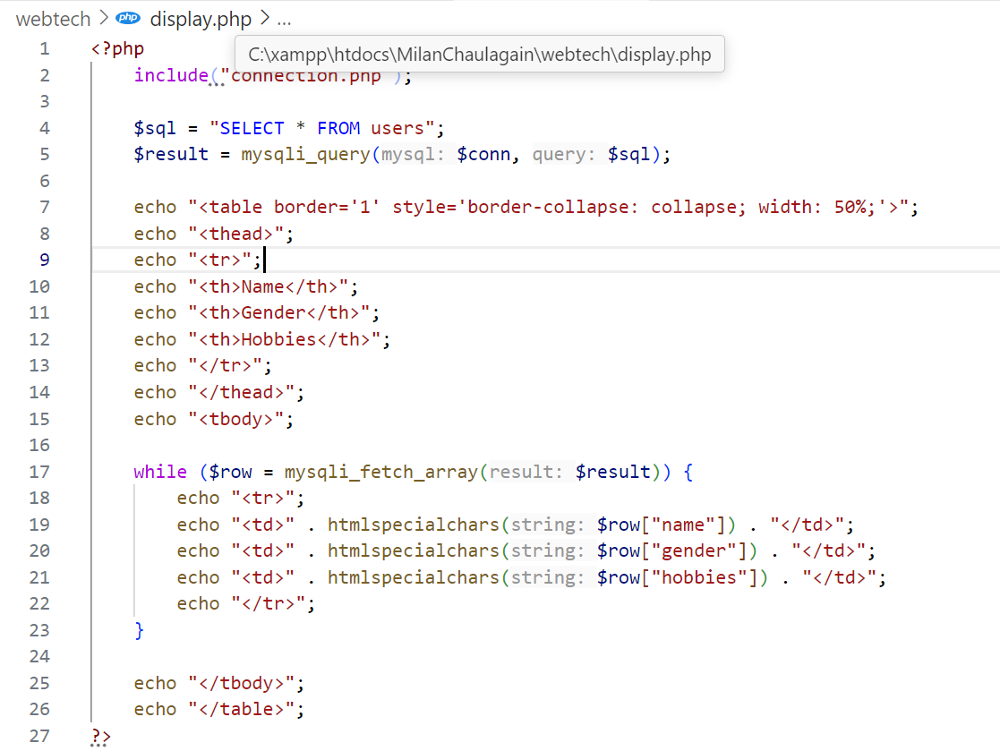 webtech > php display.php > ...
C:\xampp\htdocs\MilanChaulagain\webtech\display.php
1 <?php
2     include("connection.php");
3
4     $sql = "SELECT * FROM users";
5     $result = mysqli_query(mysql: $conn, query: $sql);
6
7     echo "<table border='1' style='border-collapse: collapse; width: 50%;'>";
8     echo "<thead>";
9     echo "<tr>";
10     echo "<th>Name</th>";
11     echo "<th>Gender</th>";
12     echo "<th>Hobbies</th>";
13     echo "</tr>";
14     echo "</thead>";
15     echo "<tbody>";
16
17     while ($row = mysqli_fetch_array(result: $result)) {
18         echo "<tr>";
19         echo "<td>" . htmlspecialchars(string: $row["name"]) . "</td>";
20         echo "<td>" . htmlspecialchars(string: $row["gender"]) . "</td>";
21         echo "<td>" . htmlspecialchars(string: $row["hobbies"]) . "</td>";
22         echo "</tr>";
23     }
24
25     echo "</tbody>";
26     echo "</table>";
27 ?>